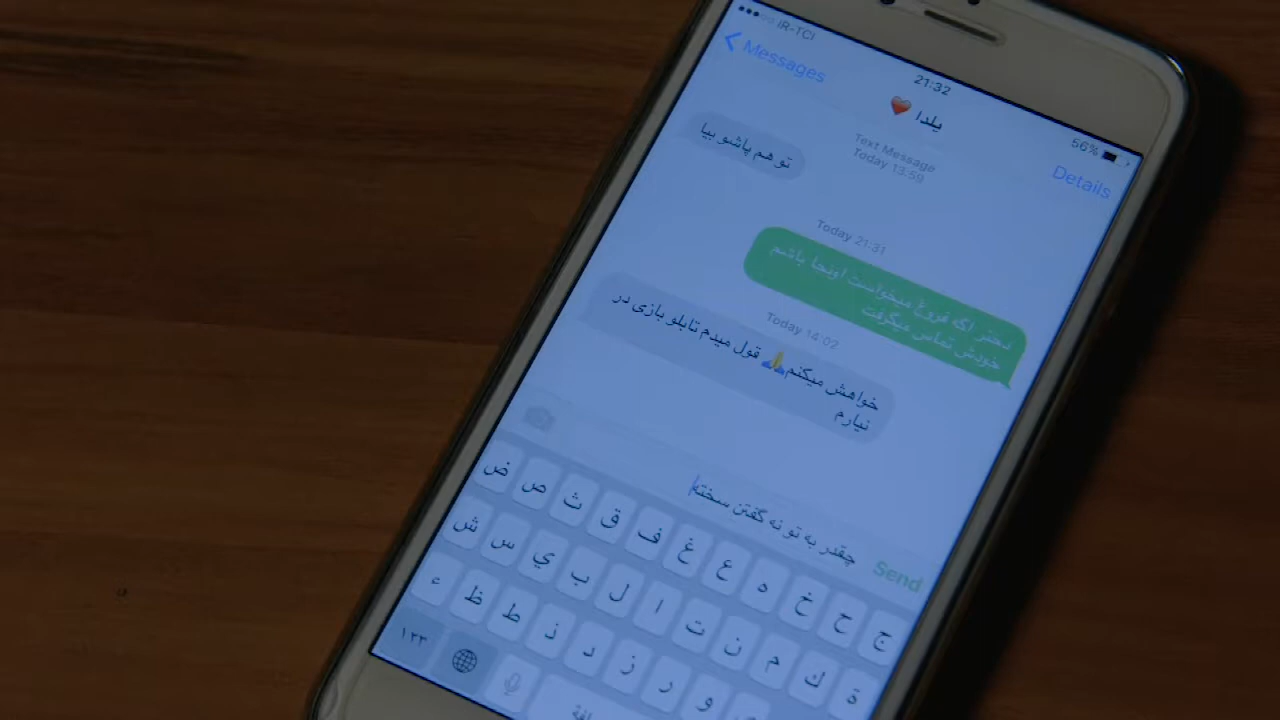 IR-TCI
21:32
56%
Messages
یلدا
Details
Text Message
Today 13:59
تو هم پاشو بیا
Today 21:31
دختر اگه فروغ میخواست اونجا باشم
خودش تماس میگرفت
Today 14:02
خواهش میکنم🙏 قول میدم تابلو بازی در
نیارم
چقدر به تو نه گفتن سخته
Send
ض ص ث ق ف غ ع ه خ ح ج
ش س ي ب ل ا ت ن م ك ة
ء ظ ط ذ د ز ر و
١٢٣